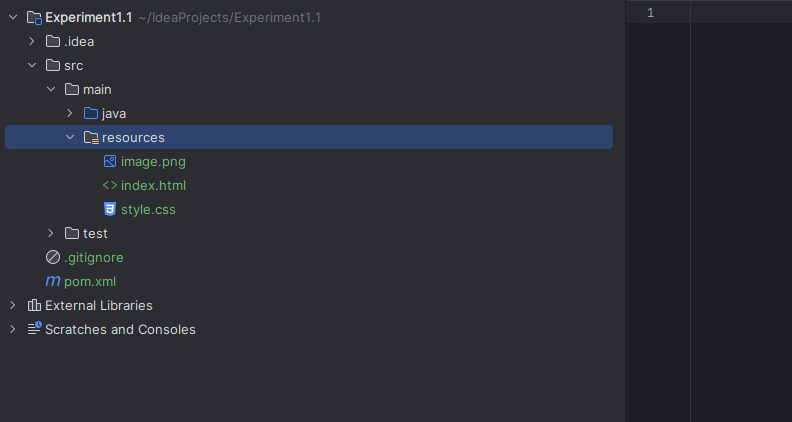 Experiment1.1 ~/IdeaProjects/Experiment1.1
1
.idea
src
main
java
resources
image.png
index.html
style.css
test
.gitignore
pom.xml
External Libraries
Scratches and Consoles